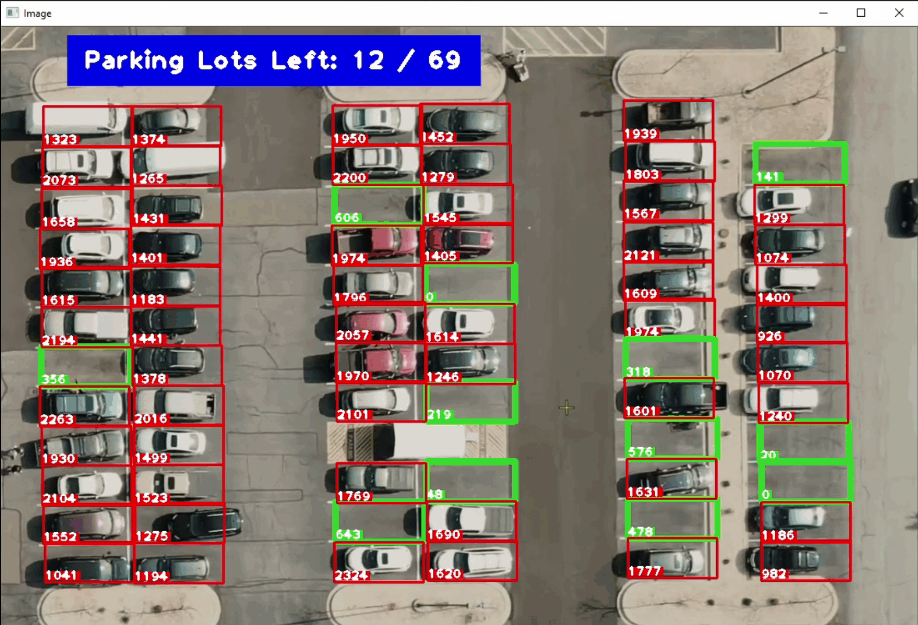 Image
Parking Lots Left: 12 / 69
1323 1374 1950 1452 1939
2073 1265 2200 1279 1803 141
1658 1431 606 1545 1567 1299
1936 1401 1974 1405 2121 1074
1615 1183 1796 0 1609 1400
2194 1441 2057 1614 1974 926
356 1378 1970 1246 318 1070
2263 2016 2101 219 1601 1240
1930 1499 576 20
2104 1523 1769 48 1631 0
1552 1275 643 1690 478 1186
1041 1194 2324 1620 1777 982